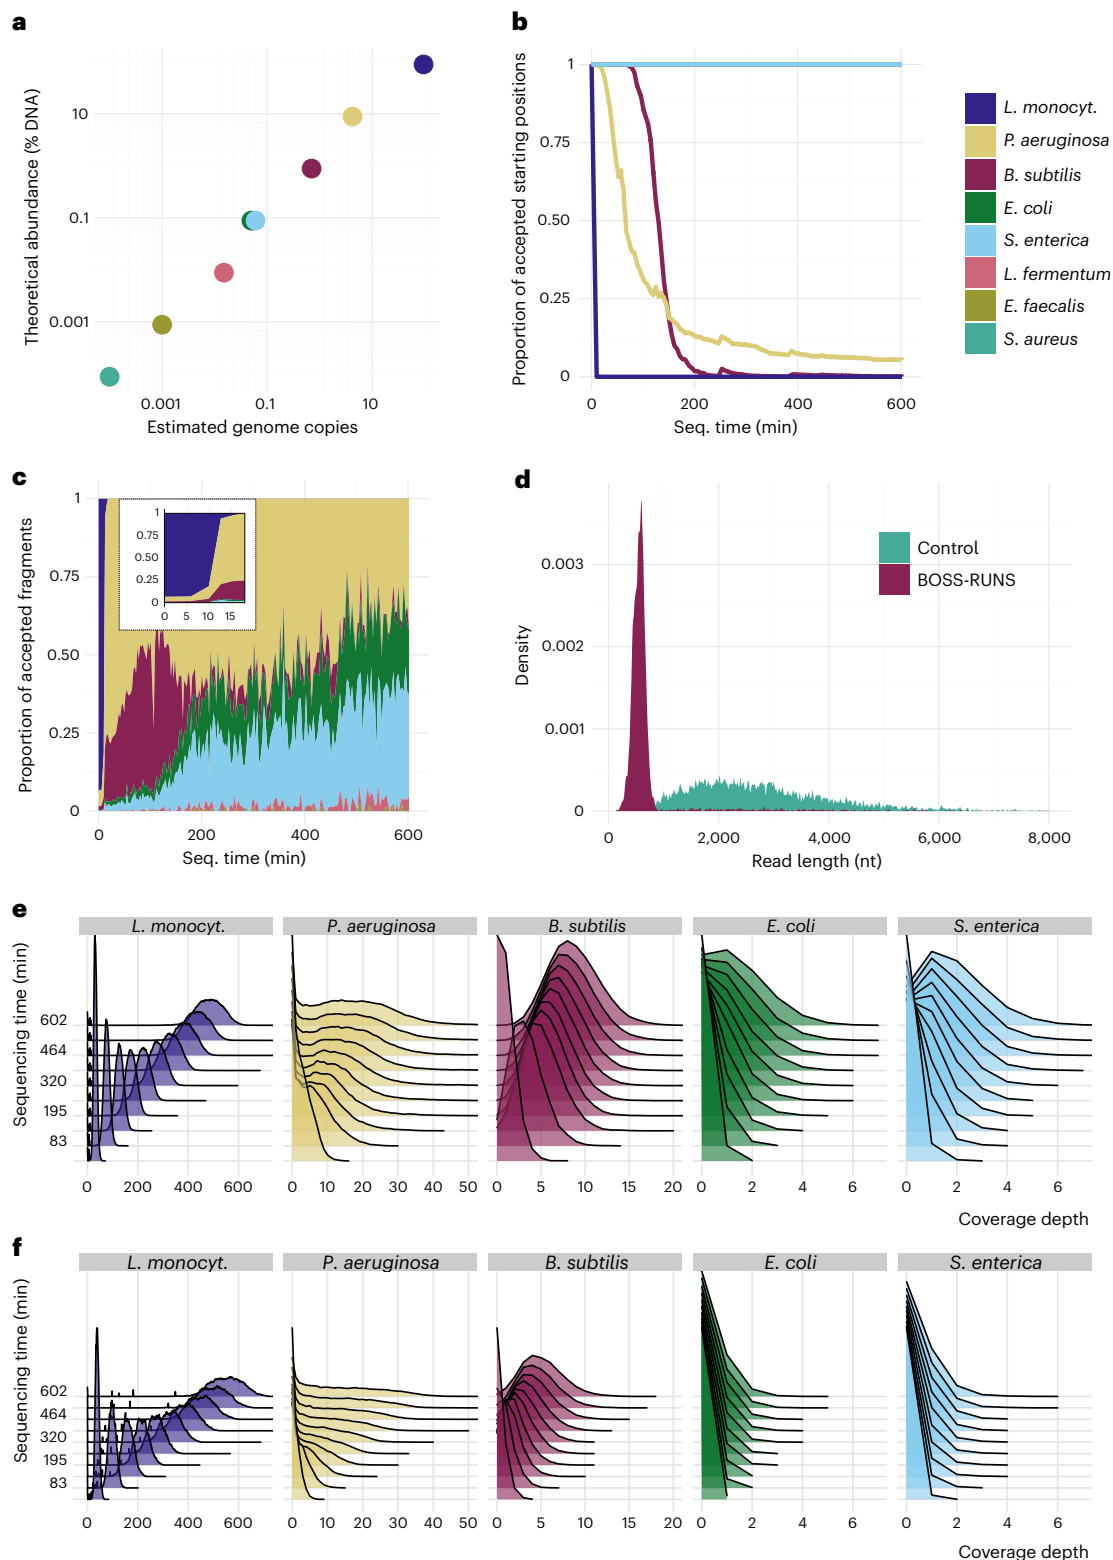 a
Theoretical abundance (% DNA)
10
0.1
0.001
0.001 0.1 10
Estimated genome copies
b
Proportion of accepted starting positions
1
0.75
0.50
0.25
0
0 200 400 600
Seq. time (min)
L. monocyt.
P. aeruginosa
B. subtilis
E. coli
S. enterica
L. fermentum
E. faecalis
S. aureus
c
Proportion of accepted fragments
1
0.75
0.50
0.25
0
1
0.75
0.50
0.25
0
0 5 10 15
0 200 400 600
Seq. time (min)
d
Density
0.003
0.002
0.001
0
Control
BOSS-RUNS
0 2,000 4,000 6,000 8,000
Read length (nt)
e
Sequencing time (min)
L. monocyt. P. aeruginosa B. subtilis E. coli S. enterica
602
464
320
195
83
0 200 400 600 0 10 20 30 40 50 0 5 10 15 20 0 2 4 6 0 2 4 6
Coverage depth
f
Sequencing time (min)
L. monocyt. P. aeruginosa B. subtilis E. coli S. enterica
602
464
320
195
83
0 200 400 600 0 10 20 30 40 50 0 5 10 15 20 0 2 4 6 0 2 4 6
Coverage depth